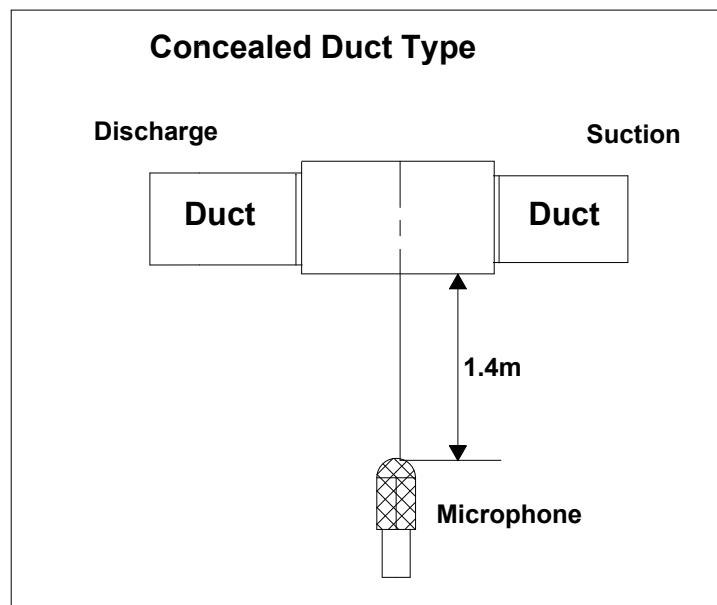 Concealed Duct Type
Discharge
Suction
Duct
Duct
1.4m
Microphone